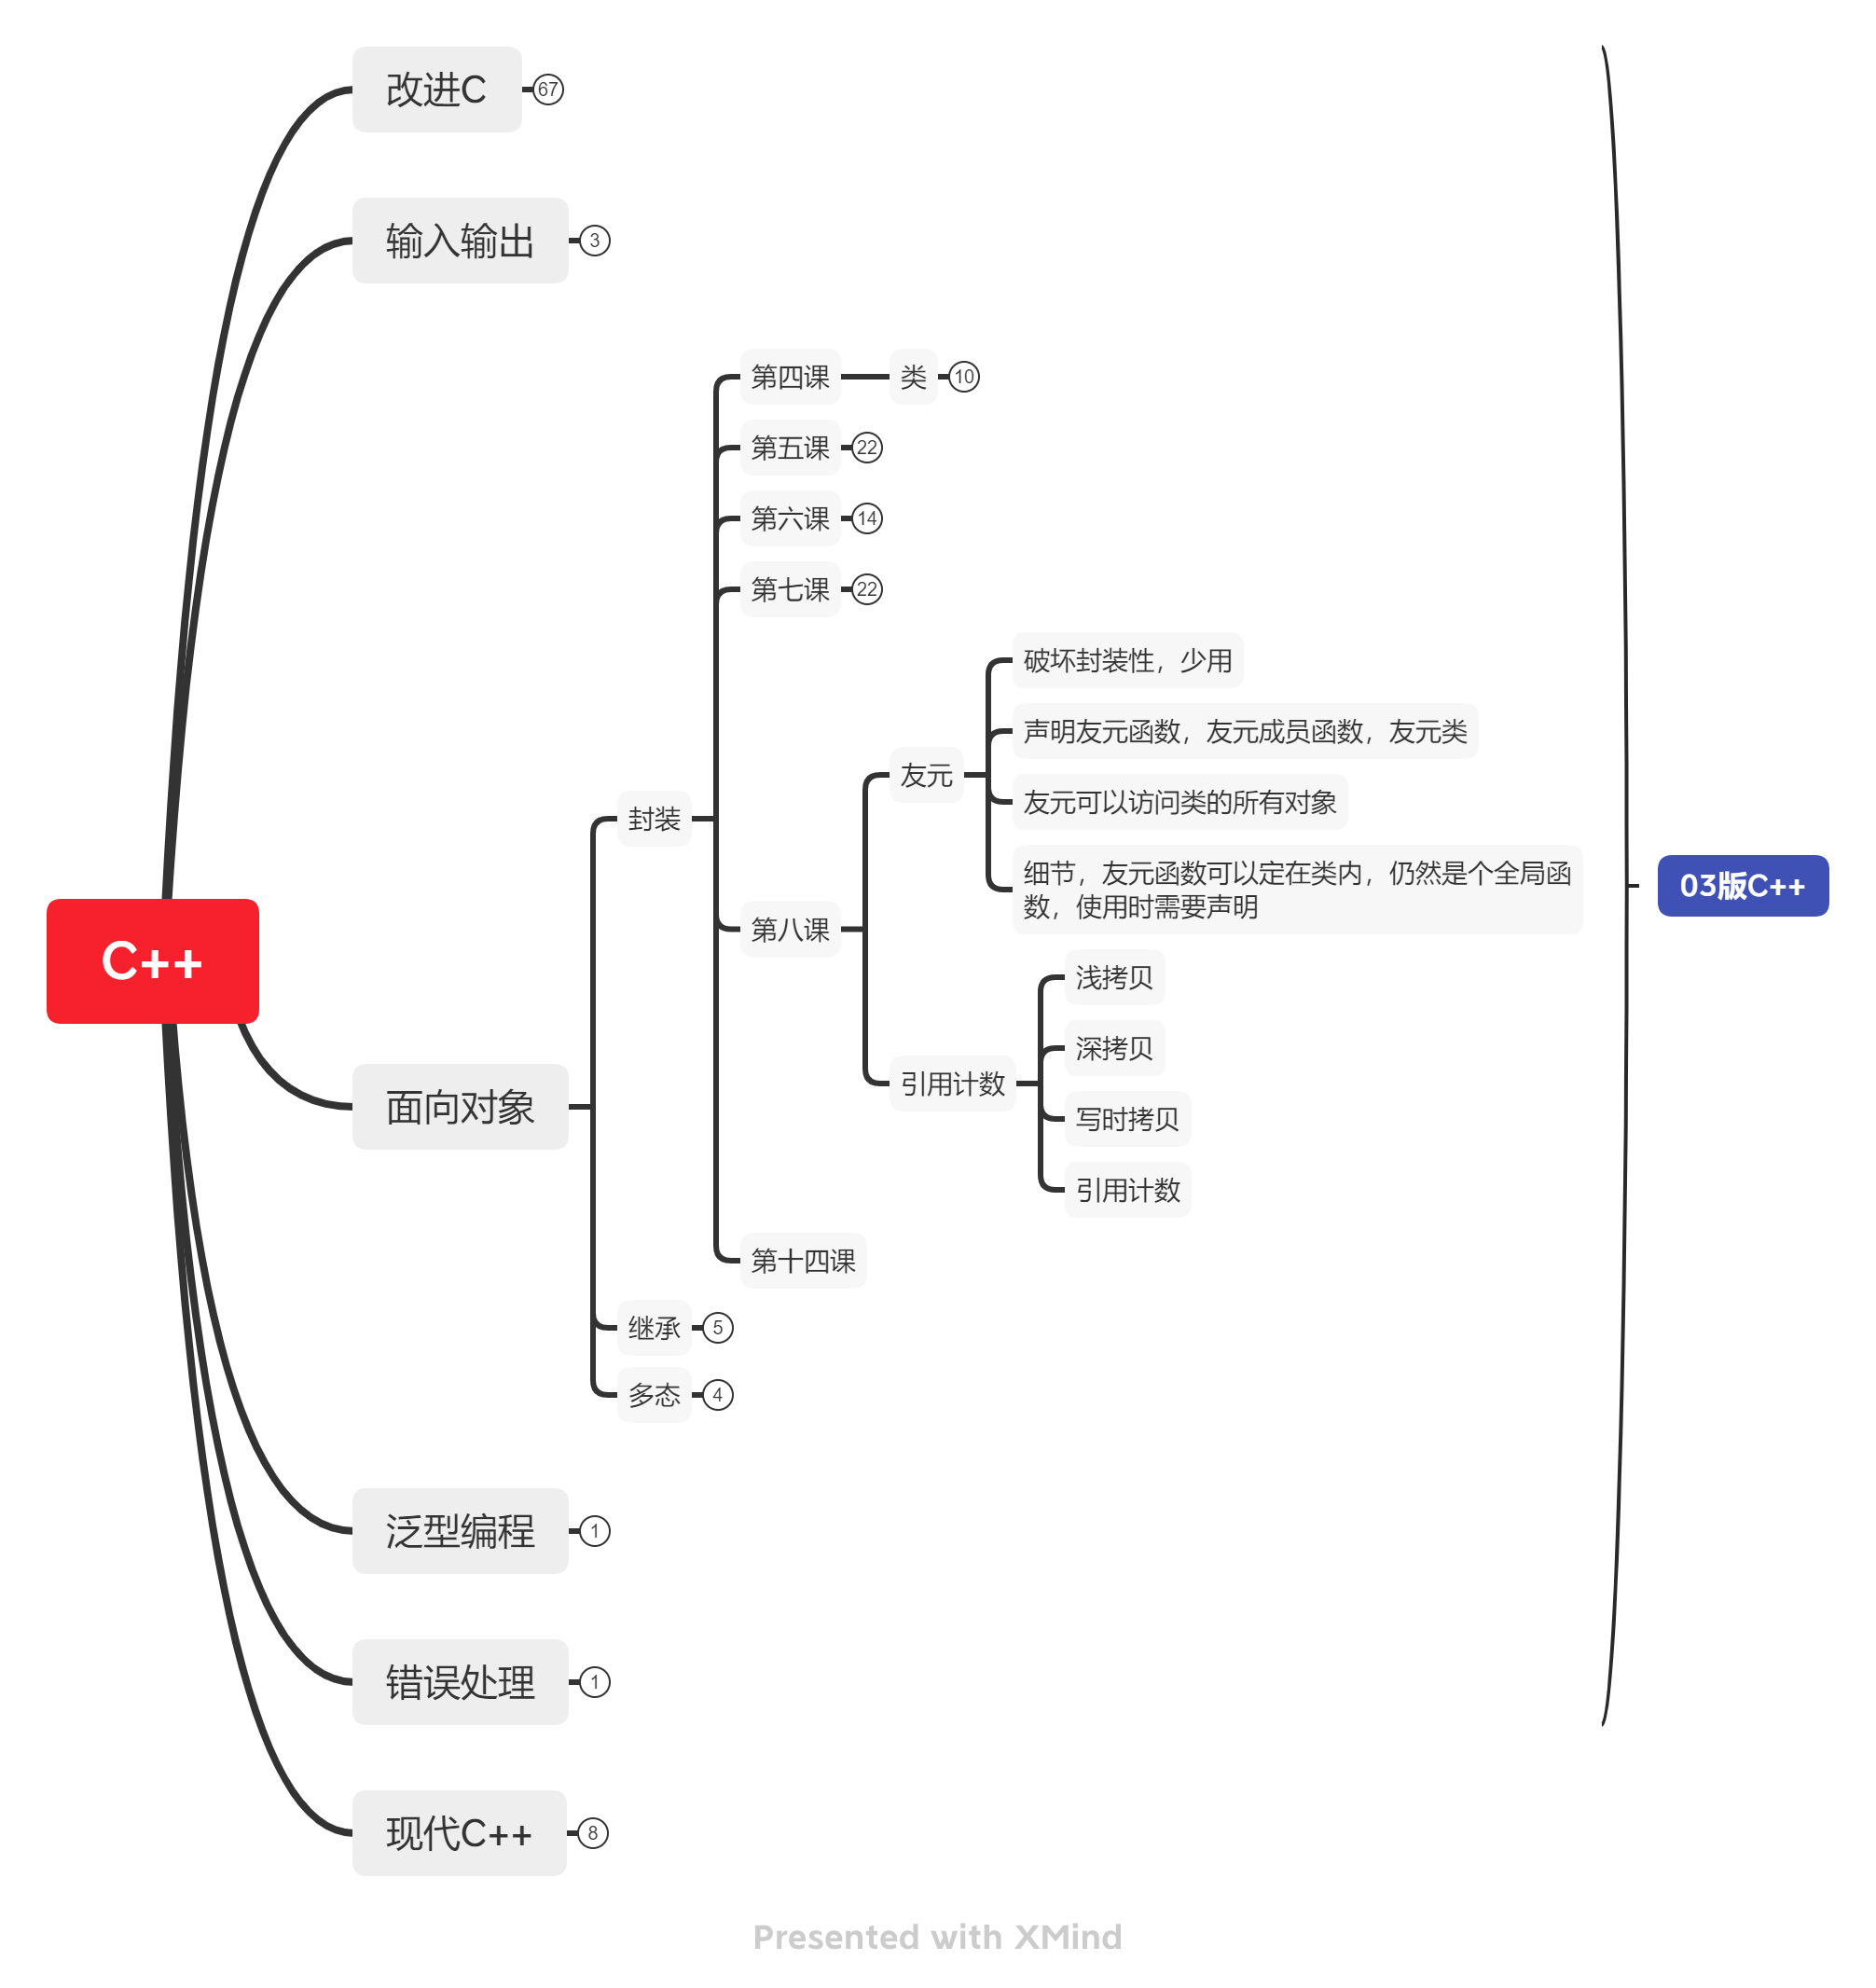 改进C
67
输入输出
3
第四课
类
10
第五课
22
第六课
14
第七课
22
破坏封装性，少用
声明友元函数，友元成员函数，友元类
友元
友元可以访问类的所有对象
封装
细节，友元函数可以定在类内，仍然是个全局函
数，使用时需要声明
03版C++
第八课
C++
浅拷贝
深拷贝
引用计数
面向对象
写时拷贝
引用计数
第十四课
继承
5
多态
4
泛型编程
1
错误处理
1
现代C++
8
Presented with XMind